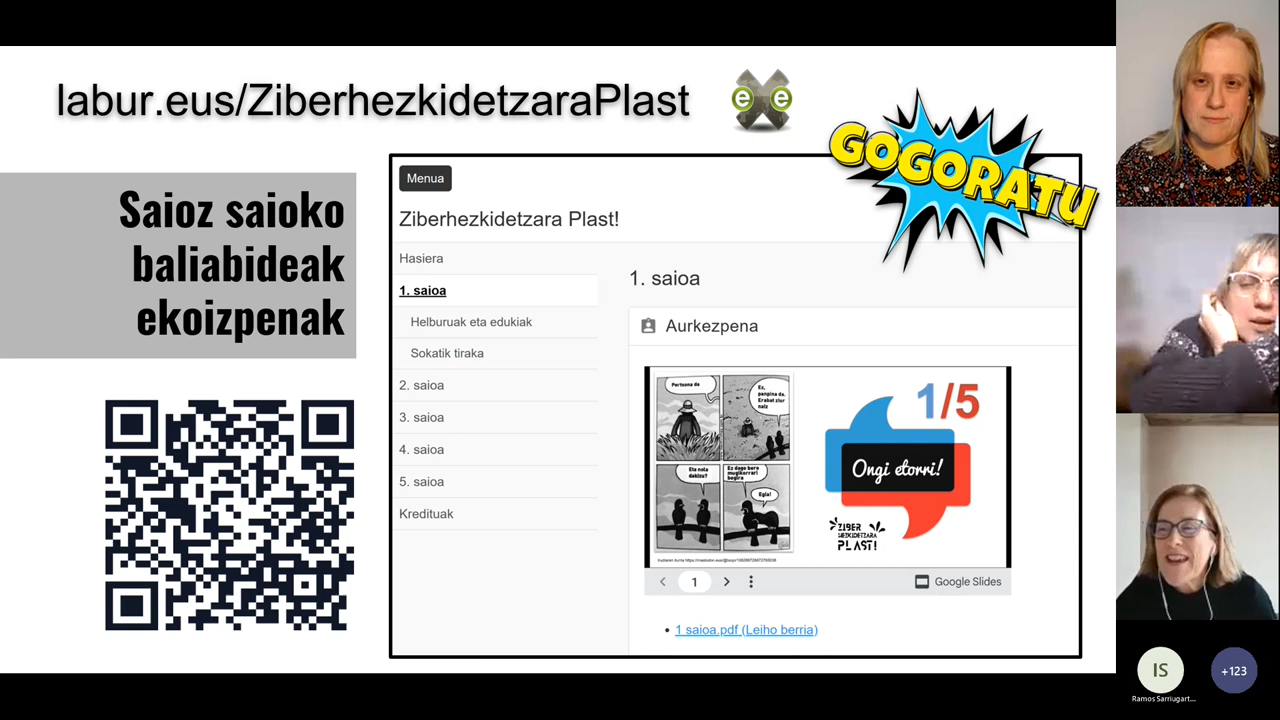 labur.eus/ZiberhezkidetzaraPlast
e e
GOGORATU
Saioz saioko
baliabideak
ekoizpenak
Menua
Ziberhezkidetzara Plast!
Hasiera
1. saioa
Helburuak eta edukiak
Sokatik tiraka
2. saioa
3. saioa
4. saioa
5. saioa
Kredituak
1. saioa
Aurkezpena
Pertsona da
Ez,
panpina da,
Erabat ziur
naiz
Eta nola
dakizu?
Ez dago bere
mugikorrari
begira
Egia!
1/5
Ongi etorri!
ZIBER
HEZKIDETZARA
PLAST!
1
Google Slides
1 saioa.pdf (Leiho berria)
IS
+123
Ramos Sarriugart...